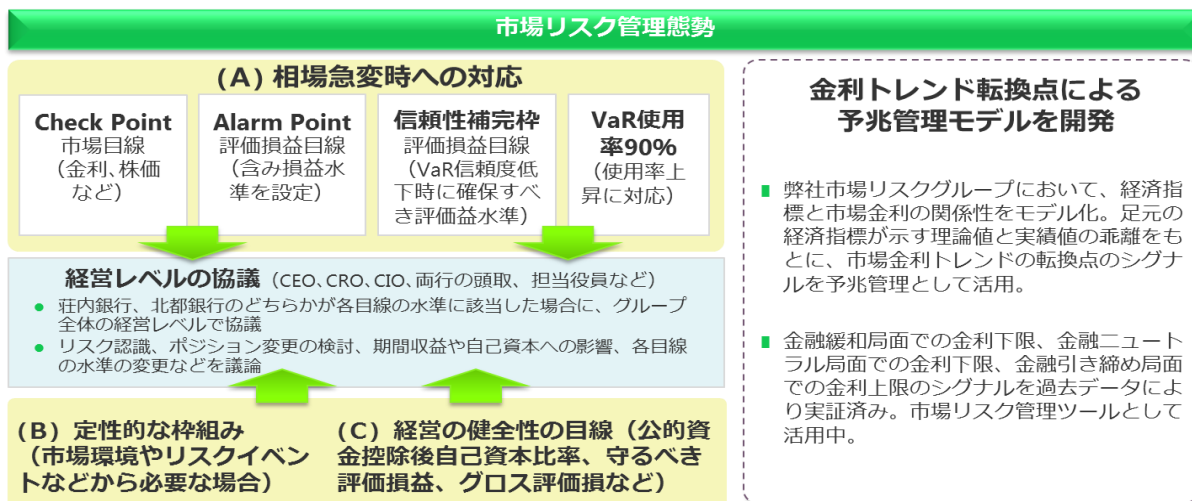 市場リスク管理態勢
(A) 相場急変時への対応
Check Point
市場目線
（金利、株価
など）
Alarm Point
評価損益目線
（含み損益水
準を設定）
信頼性補完枠
評価損益目線
（VaR信頼度低
下時に確保すべ
き評価益水準）
VaR使用
率90%
（使用率上
昇に対応）
経営レベルの協議（CEO、CRO、CIO、両行の頭取、担当役員など）
● 荘内銀行、北都銀行のどちらかが各目線の水準に該当した場合に、グループ
全体の経営レベルで協議
● リスク認識、ポジション変更の検討、期間収益や自己資本への影響、各目線
の水準の変更などを議論
(B) 定性的な枠組み
（市場環境やリスクイベン
トなどから必要な場合）
(C) 経営の健全性の目線（公的資
金控除後自己資本比率、守るべき
評価損益、グロス評価損など）
金利トレンド転換点による
予兆管理モデルを開発
■ 弊社市場リスクグループにおいて、経済指
標と市場金利の関係性をモデル化。足元の
経済指標が示す理論値と実績値の乖離をも
とに、市場金利トレンドの転換点のシグナ
ルを予兆管理として活用。
■ 金融緩和局面での金利下限、金融ニュート
ラル局面での金利下限、金融引き締め局面
での金利上限のシグナルを過去データによ
り実証済み。市場リスク管理ツールとして
活用中。